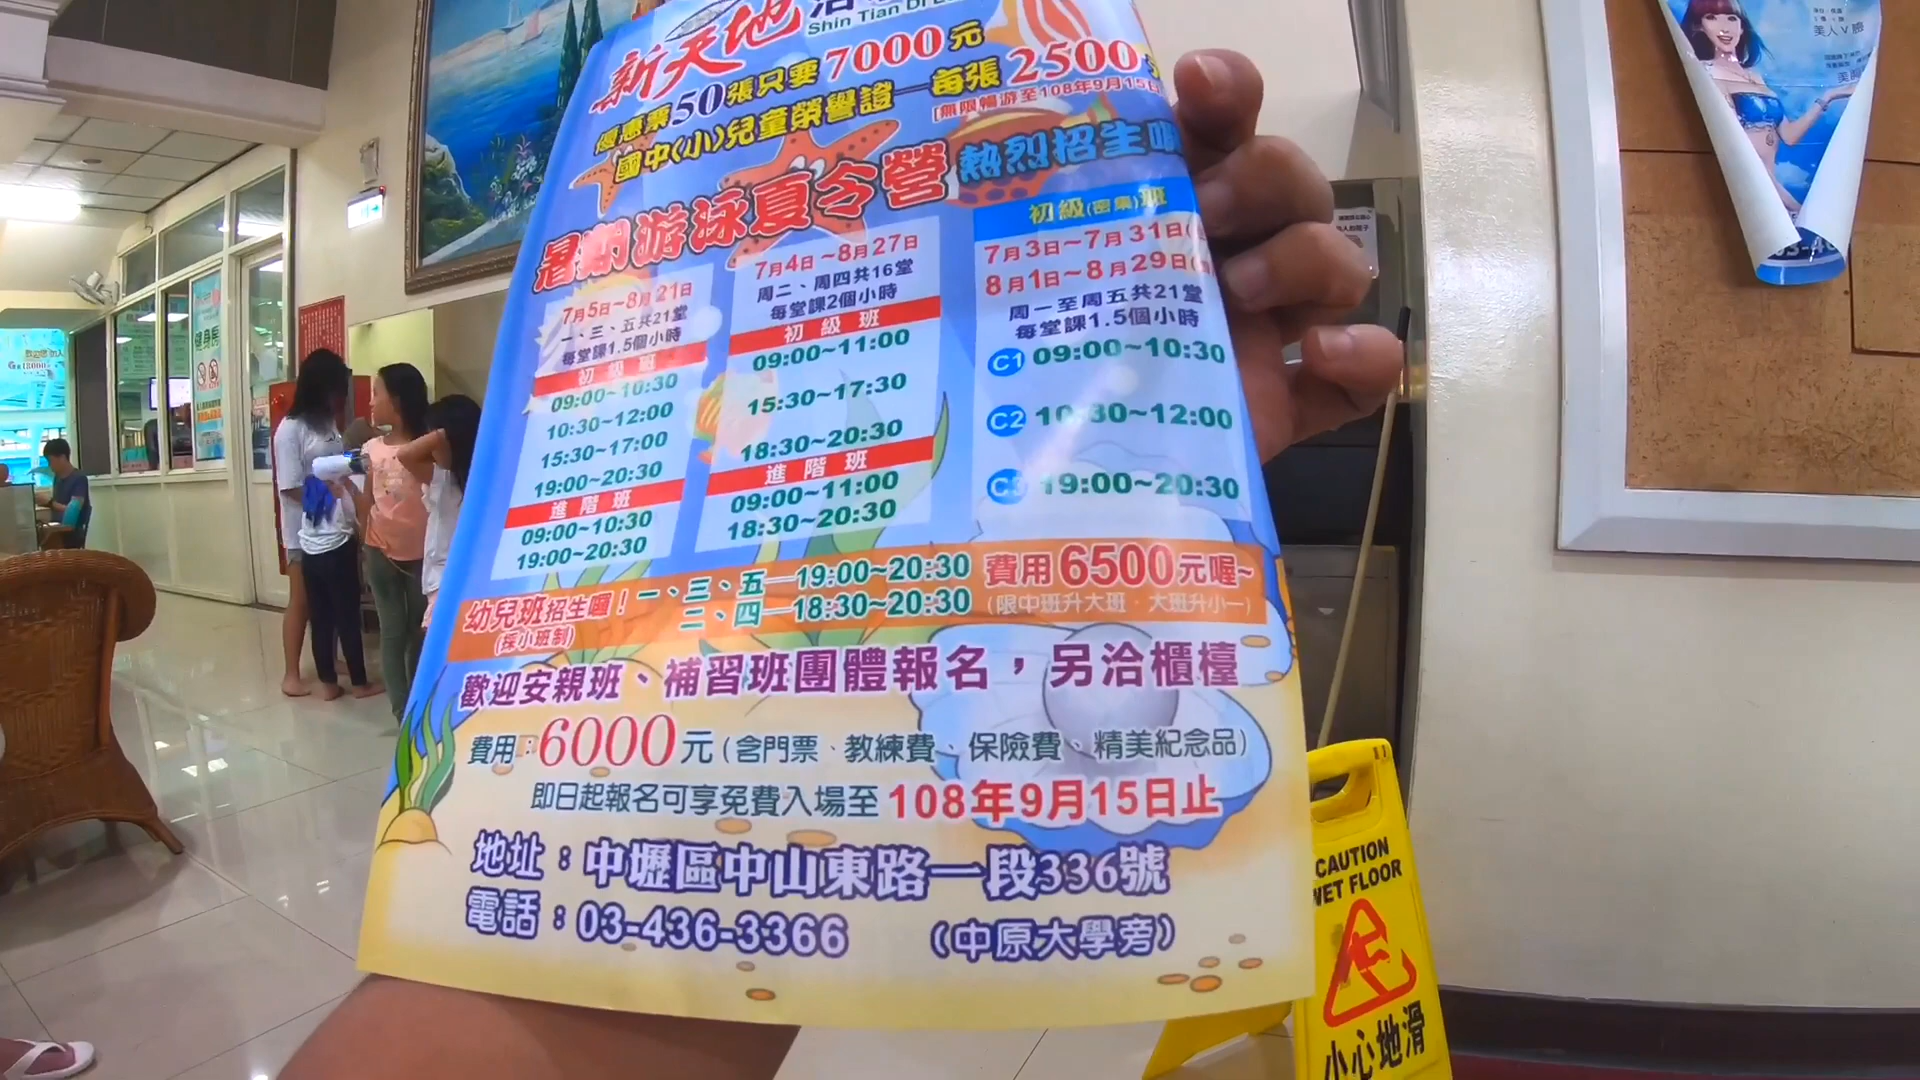 新天地
Shin Tian Di
優惠票50張只要7000元
國中(小)兒童榮譽證—每張2500
[無限暢游至108年9月15日
暑期游泳夏令營 熱烈招生
7月5日~8月21日
一、三、五共21堂
每堂課1.5個小時
初級班
09:00~10:30
10:30~12:00
15:30~17:00
19:00~20:30
進階班
09:00~10:30
19:00~20:30
7月4日~8月27日
周二、周四共16堂
每堂課2個小時
初級班
09:00~11:00
15:30~17:30
18:30~20:30
進階班
09:00~11:00
18:30~20:30
初級(密集)班
7月3日~7月31日
8月1日~8月29日
周一至周五共21堂
每堂課1.5個小時
C1 09:00~10:30
C2 10:30~12:00
C3 19:00~20:30
幼兒班招生囉!
(採小班制)
一、三、五—19:00~20:30
二、四—18:30~20:30
費用6500元喔~
(限中班升大班、大班升小一)
歡迎安親班、補習班團體報名,另洽櫃檯
費用:6000元(含門票、教練費、保險費、精美紀念品)
即日起報名可享免費入場至108年9月15日止
地址:中壢區中山東路一段336號
電話:03-436-3366 (中原大學旁)
美人V臉
健身房
CAUTION
WET FLOOR
小心地滑